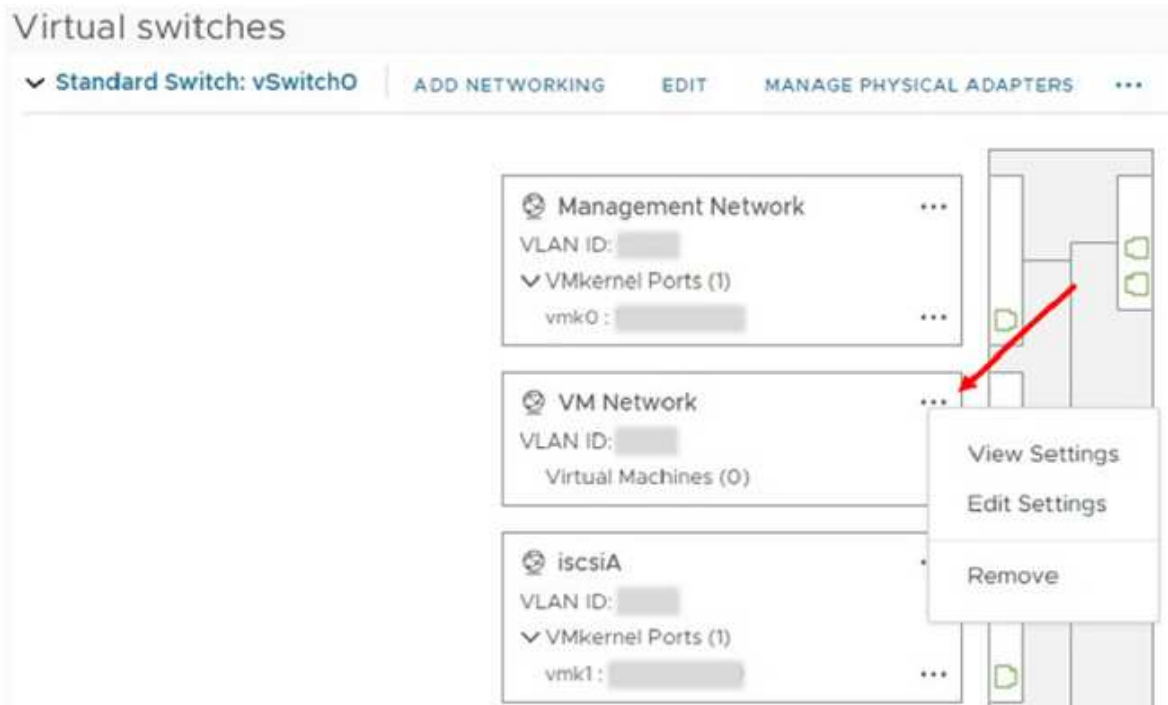 Virtual switches
Standard Switch: vSwitch0 ADD NETWORKING EDIT MANAGE PHYSICAL ADAPTERS ...
Management Network ...
VLAN ID:
VMkernel Ports (1)
vmk0 : ...
VM Network ...
VLAN ID:
Virtual Machines (0)
View Settings
Edit Settings
Remove
iscsiA
VLAN ID:
VMkernel Ports (1)
vmk1 : ...